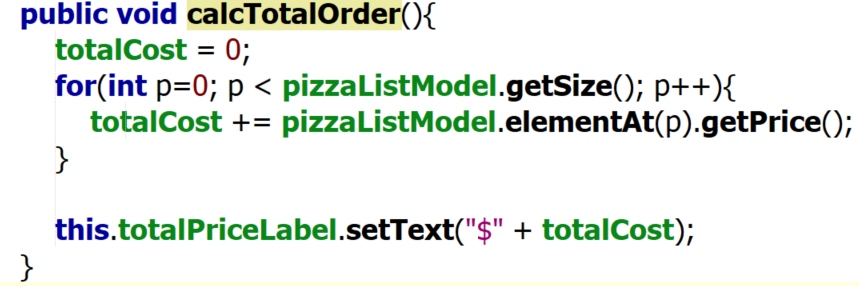 public void calcTotalOrder(){
totalCost = 0;
for(int p=0; p < pizzaListModel.getSize(); p++){
totalCost += pizzaListModel.elementAt(p).getPrice();
}
this.totalPriceLabel.setText("$" + totalCost);
}